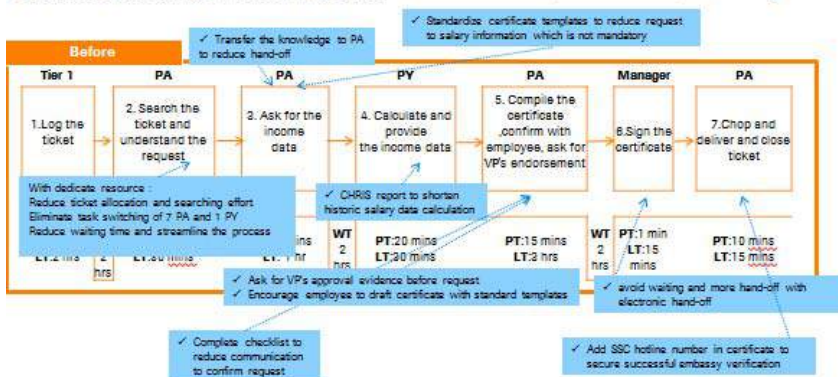 ✓ Standardize certificate templates to reduce request
to salary information which is not mandatory
✓ Transfer the knowledge to PA
to reduce hand-off
Before
Tier 1
PA
PA
PY
PA
Manager
PA
1.Log the
ticket
2. Search the
ticket and
understand the
request
3. Ask for the
income
data
4. Calculate and
provide
the income data
5. Compile the
certificate
,confirm with
employee, ask for
VP's endorsement
6.Sign the
certificate
7.Chop and
deliver and close
ticket
With dedicate resource :
Reduce ticket allocation and searching effort
Eliminate task switching of 7 PA and 1 PY
Reduce waiting time and streamline the process
✓ CHRIS report to shorten
historic salary data calculation
hrs
WT
2
hrs
PT:20 mins
LT:30 mins
PT:15 mins
LT:3 hrs
WT
2
hrs
PT:1 min
LT:15
mins
PT:10 mins
LT:15 mins
✓ Ask for VP's approval evidence before request
✓ Encourage employee to draft certificate with standard templates
✓ avoid waiting and more hand-off with
electronic hand-off
✓ Complete checklist to
reduce communication
to confirm request
✓ Add SSC hotline number in certificate to
secure successful embassy verification